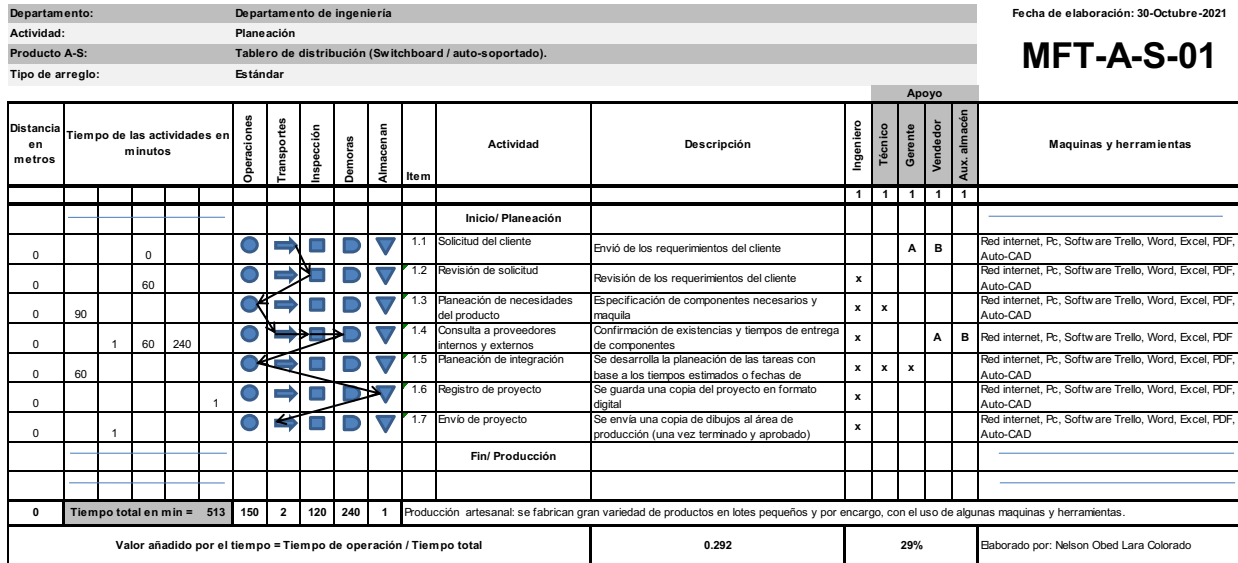 Departamento: Departamento de ingeniería Fecha de elaboración: 30-Octubre-2021
Actividad: Planeación
Producto A-S: Tablero de distribución (Switchboard / auto-soportado).
MFT-A-S-01
Tipo de arreglo: Estándar
Apoyo
Distancia en metros Tiempo de las actividades en minutos Operaciones Transportes Inspección Demoras Almacenan Item Actividad Descripción Ingeniero Técnico Gerente Vendedor Aux. almacén Maquinas y herramientas
1 1 1 1 1
Inicio/ Planeación
0 0 1.1 Solicitud del cliente Envió de los requerimientos del cliente A B Red internet, Pc, Software Trello, Word, Excel, PDF, Auto-CAD
0 60 1.2 Revisión de solicitud Revisión de los requerimientos del cliente x Red internet, Pc, Software Trello, Word, Excel, PDF, Auto-CAD
0 90 1.3 Planeación de necesidades del producto Especificación de componentes necesarios y maquila x x Red internet, Pc, Software Trello, Word, Excel, PDF, Auto-CAD
0 1 60 240 1.4 Consulta a proveedores internos y externos Confirmación de existencias y tiempos de entrega de componentes x A B Red internet, Pc, Software Trello, Word, Excel, PDF
0 60 1.5 Planeación de integración Se desarrolla la planeación de las tareas con base a los tiempos estimados o fechas de x x x Red internet, Pc, Software Trello, Word, Excel, PDF, Auto-CAD
0 1 1.6 Registro de proyecto Se guarda una copia del proyecto en formato digital x Red internet, Pc, Software Trello, Word, Excel, PDF, Auto-CAD
0 1 1.7 Envío de proyecto Se envía una copia de dibujos al área de producción (una vez terminado y aprobado) x Red internet, Pc, Software Trello, Word, Excel, PDF, Auto-CAD
Fin/ Producción
0 Tiempo total en min = 513 150 2 120 240 1 Producción artesanal: se fabrican gran variedad de productos en lotes pequeños y por encargo, con el uso de algunas maquinas y herramientas.
Valor añadido por el tiempo = Tiempo de operación / Tiempo total 0.292 29% Elaborado por: Nelson Obed Lara Colorado